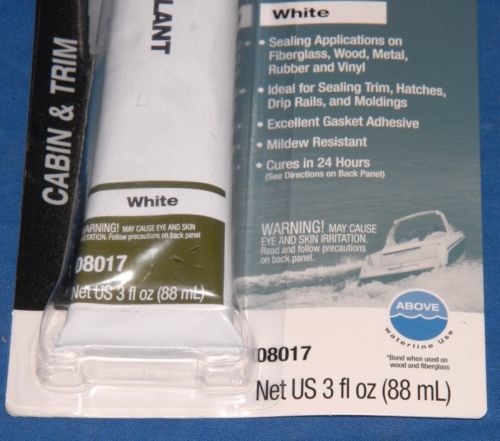 CABIN & TRIM
LANT
White
WARNING! MAY CAUSE EYE AND SKIN
IRRITATION. Read and
follow precautions on back panel
08017
Net US 3 fl oz (88 mL)
White
• Sealing Applications on
Fiberglass, Wood, Metal,
Rubber and Vinyl
• Ideal for Sealing Trim, Hatches,
Drip Rails, and Moldings
• Excellent Gasket Adhesive
• Mildew Resistant
• Cures in 24 Hours
(See Directions on Back Panel)
WARNING! MAY CAUSE
EYE AND SKIN IRRITATION.
Read and follow precautions
on back panel
ABOVE
waterline Use
*Bond when used on
wood and fiberglass
08017
Net US 3 fl oz (88 mL)